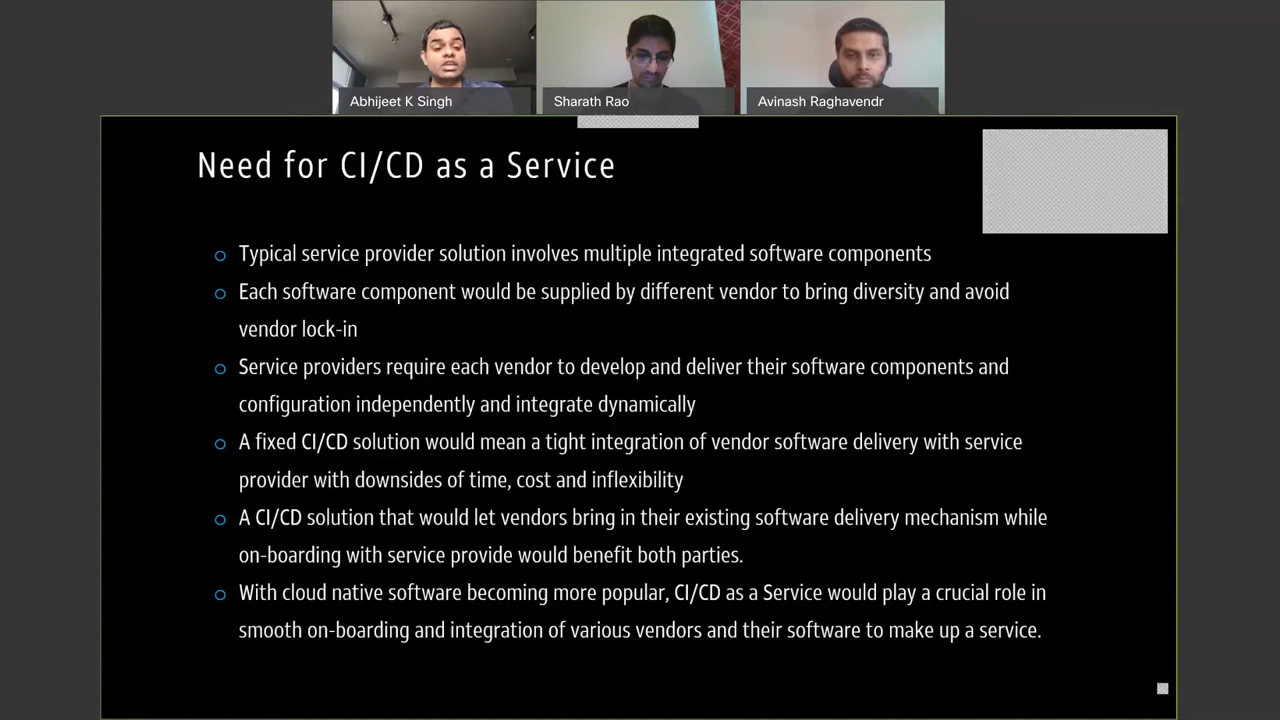 Abhijeet K Singh
Sharath Rao
Avinash Raghavendr
Need for CI/CD as a Service
Typical service provider solution involves multiple integrated software components
Each software component would be supplied by different vendor to bring diversity and avoid
vendor lock-in
Service providers require each vendor to develop and deliver their software components and
configuration independently and integrate dynamically
A fixed CI/CD solution would mean a tight integration of vendor software delivery with service
provider with downsides of time, cost and inflexibility
A CI/CD solution that would let vendors bring in their existing software delivery mechanism while
on-boarding with service provide would benefit both parties.
With cloud native software becoming more popular, CI/CD as a Service would play a crucial role in
smooth on-boarding and integration of various vendors and their software to make up a service.